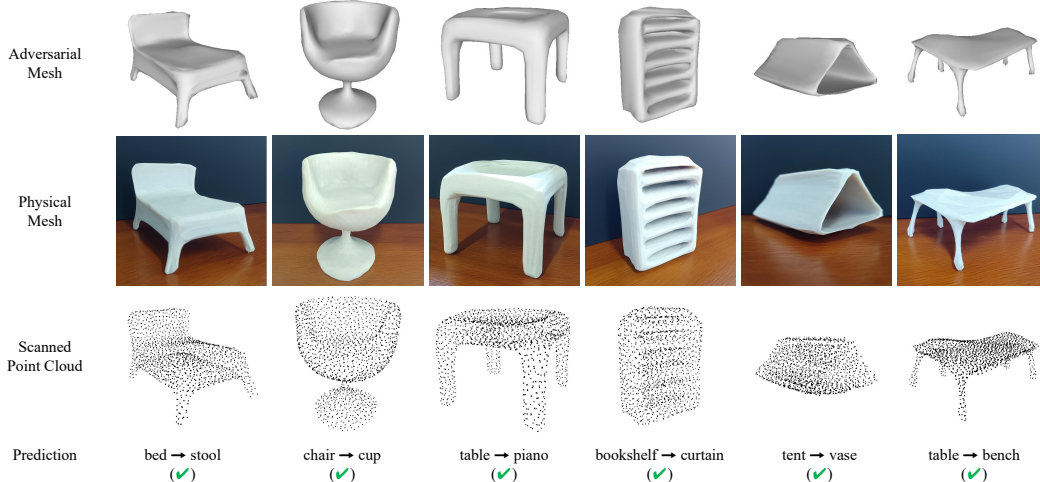 Adversarial
Mesh
Physical
Mesh
Scanned
Point Cloud
Prediction
bed → stool
chair → cup
table → piano
bookshelf → curtain
tent → vase
table → bench
(✔)
(✔)
(✔)
(✔)
(✔)
(✔)